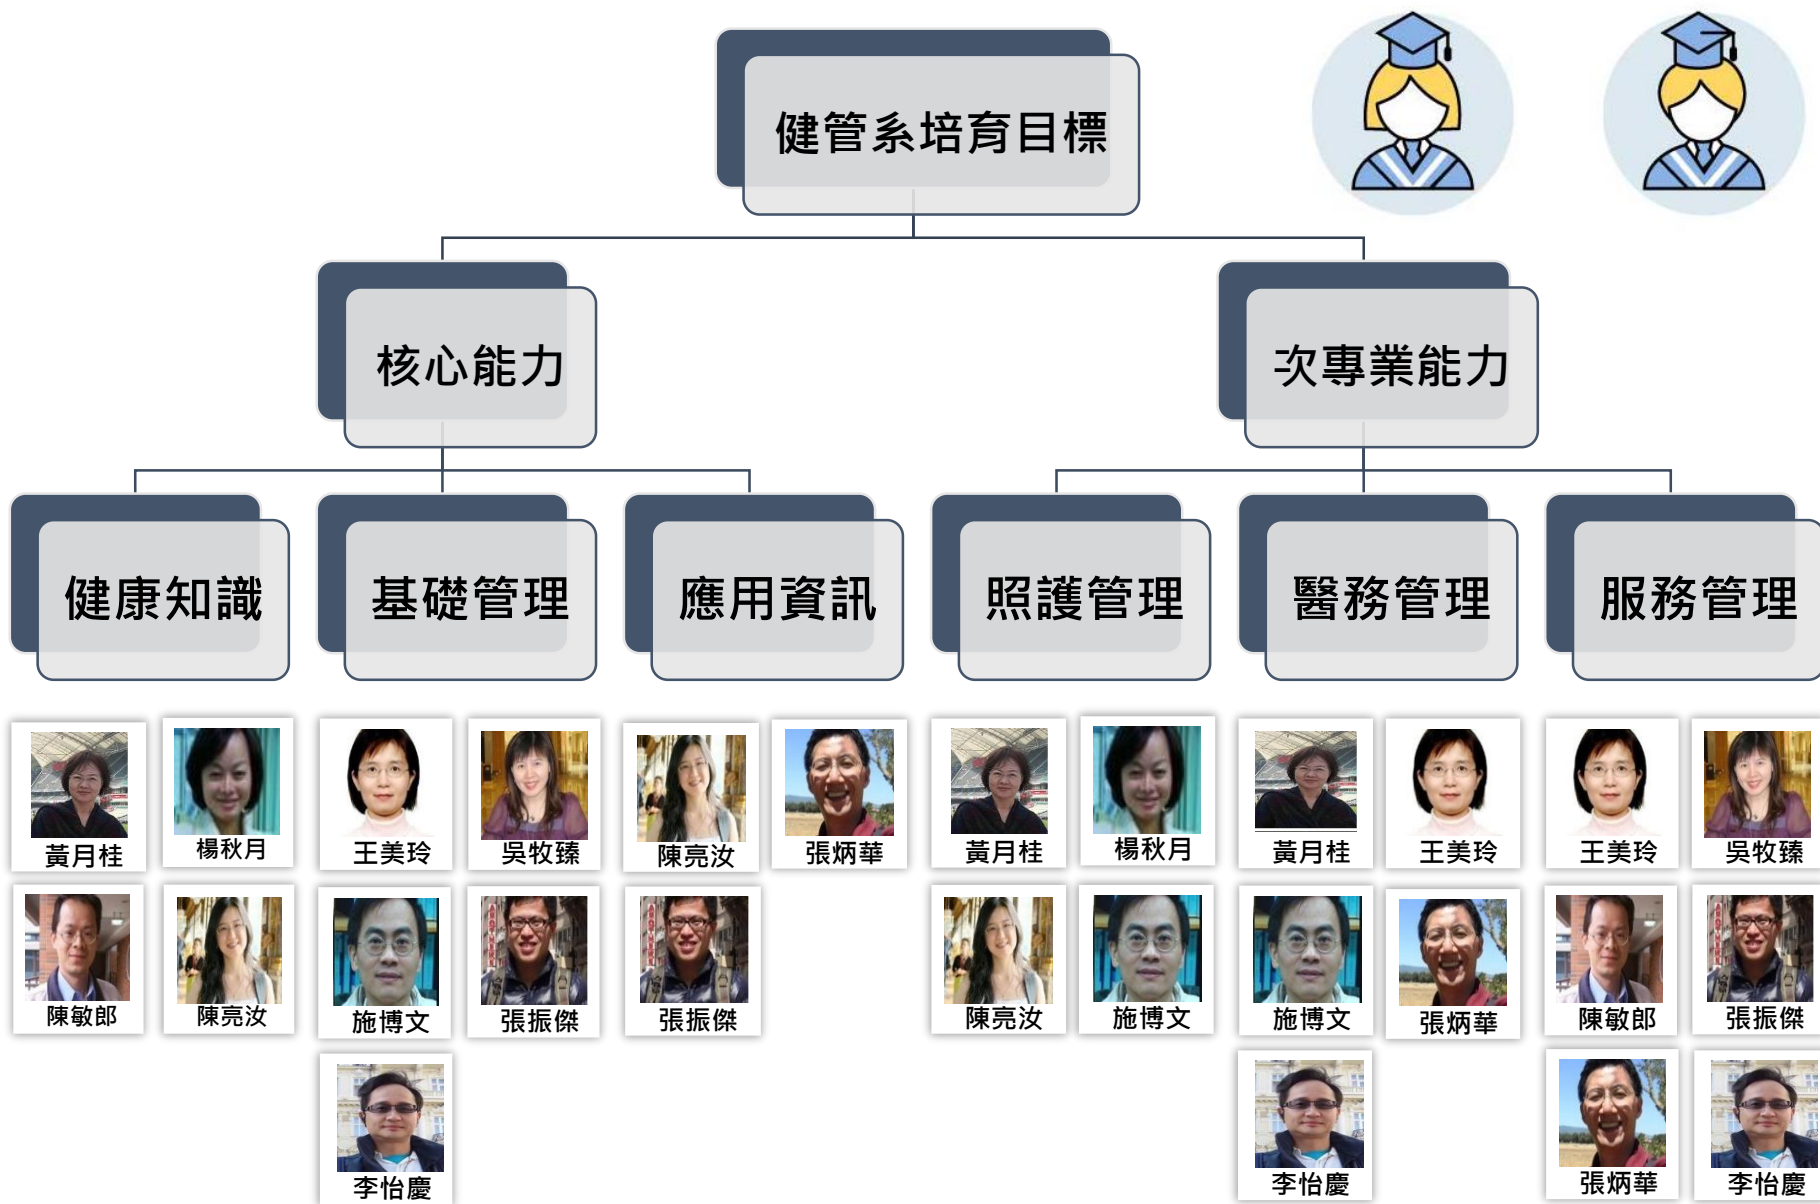 健管系培育目標
核心能力
次專業能力
健康知識
基礎管理
應用資訊
照護管理
醫務管理
服務管理
黃月桂
楊秋月
王美玲
吳牧臻
陳亮汝
張炳華
黃月桂
楊秋月
黃月桂
王美玲
王美玲
吳牧臻
陳敏郎
陳亮汝
施博文
張振傑
張振傑
陳亮汝
施博文
施博文
張炳華
陳敏郎
張振傑
李怡慶
李怡慶
張炳華
李怡慶